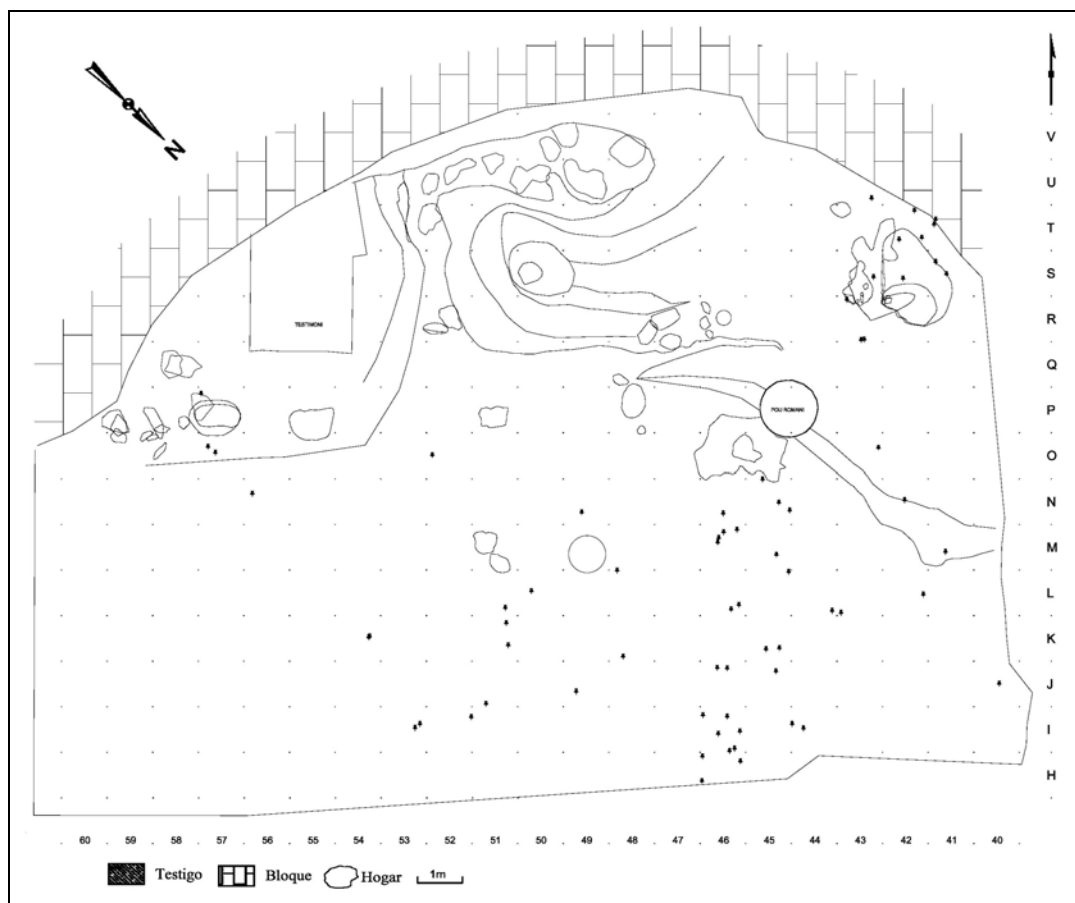 N
V
U
T
S
R
Q
P
O
N
M
L
K
J
I
H
TESTIMONI
POU ROMANI
60 59 58 57 56 55 54 53 52 51 50 49 48 47 46 45 44 43 42 41 40
Testigo Bloque Hogar 1m